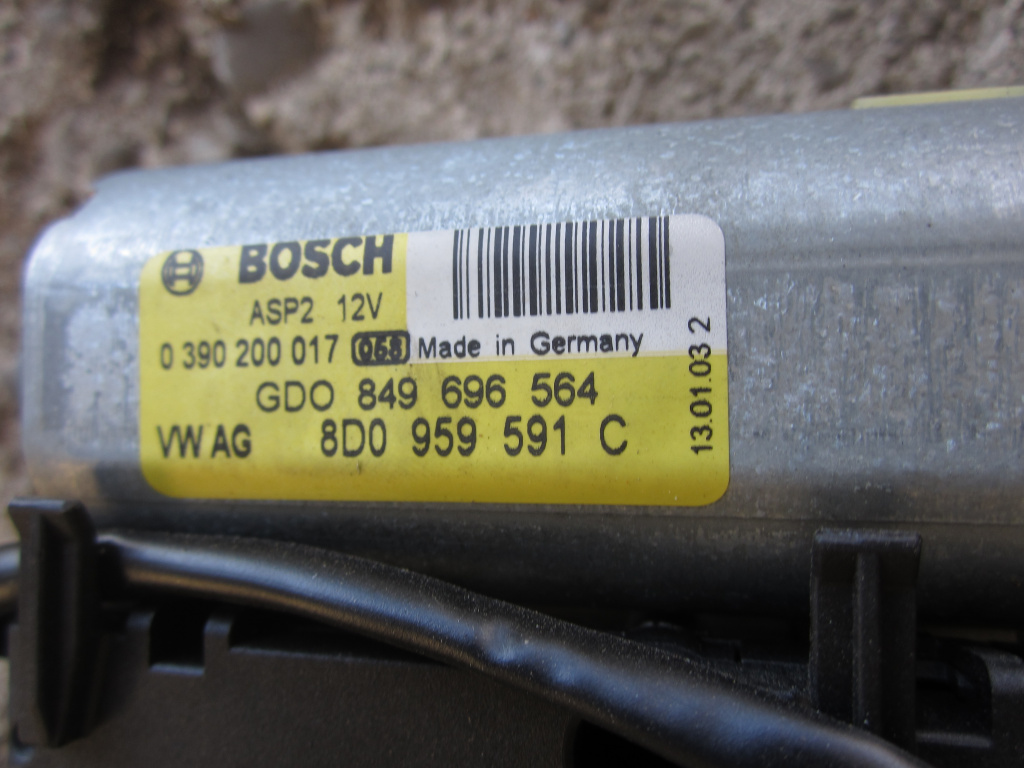 BOSCH
ASP2 12V
0 390 200 017 068 Made in Germany
GDO 849 696 564
VW AG 8D0 959 591 C
13.01.03 2